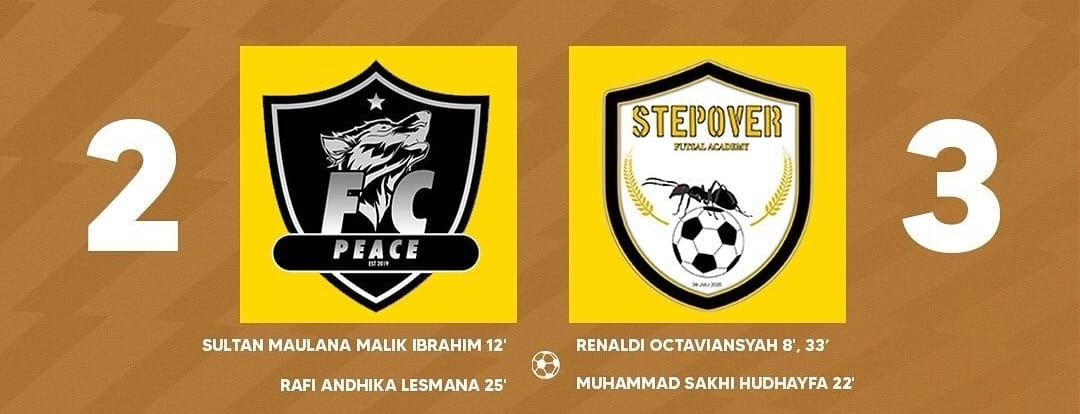 2
FC
PEACE
EST 2019
SULTAN MAULANA MALIK IBRAHIM 12'
RAFI ANDHIKA LESMANA 25'
STEPOVER
FUTSAL ACADEMY
3
RENALDI OCTAVIANSYAH 8', 33’
MUHAMMAD SAKHI HUDHAYFA 22'